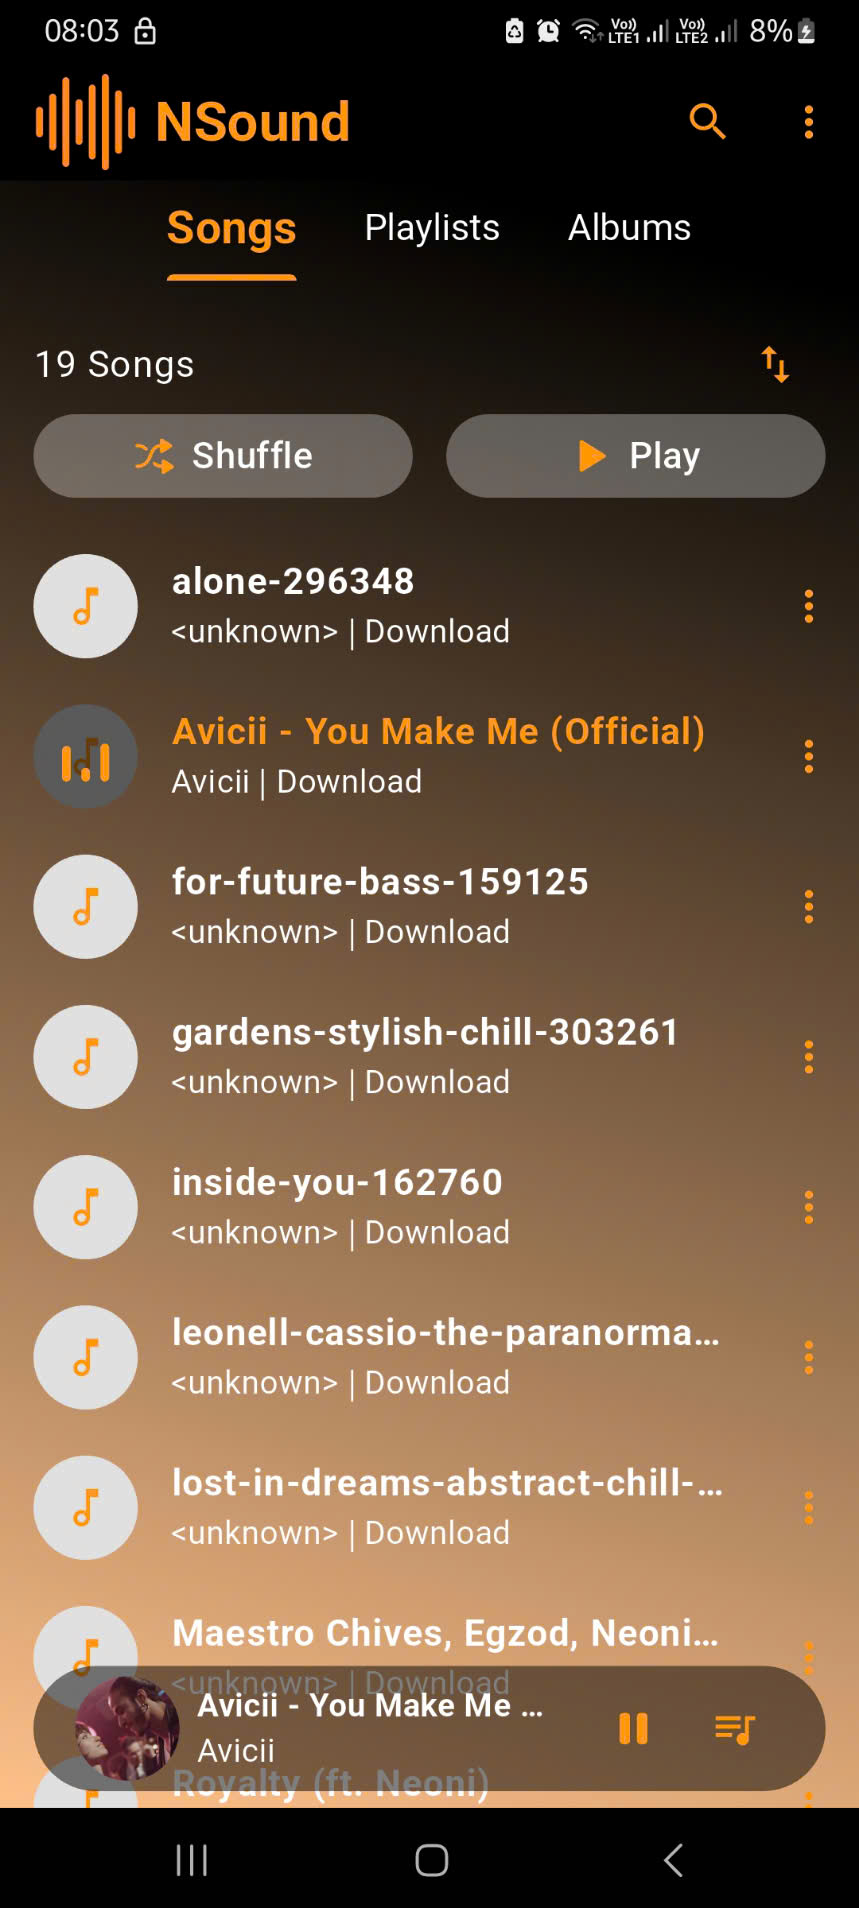 08:03
Vo)) LTE1 Vo)) LTE2 8%
NSound
Songs Playlists Albums
19 Songs
Shuffle Play
alone-296348
<unknown> | Download
Avicii - You Make Me (Official)
Avicii | Download
for-future-bass-159125
<unknown> | Download
gardens-stylish-chill-303261
<unknown> | Download
inside-you-162760
<unknown> | Download
leonell-cassio-the-paranorma...
<unknown> | Download
lost-in-dreams-abstract-chill-...
<unknown> | Download
Maestro Chives, Egzod, Neoni...
<unknown> | Download
Avicii - You Make Me ...
Avicii
Royalty (ft. Neoni)